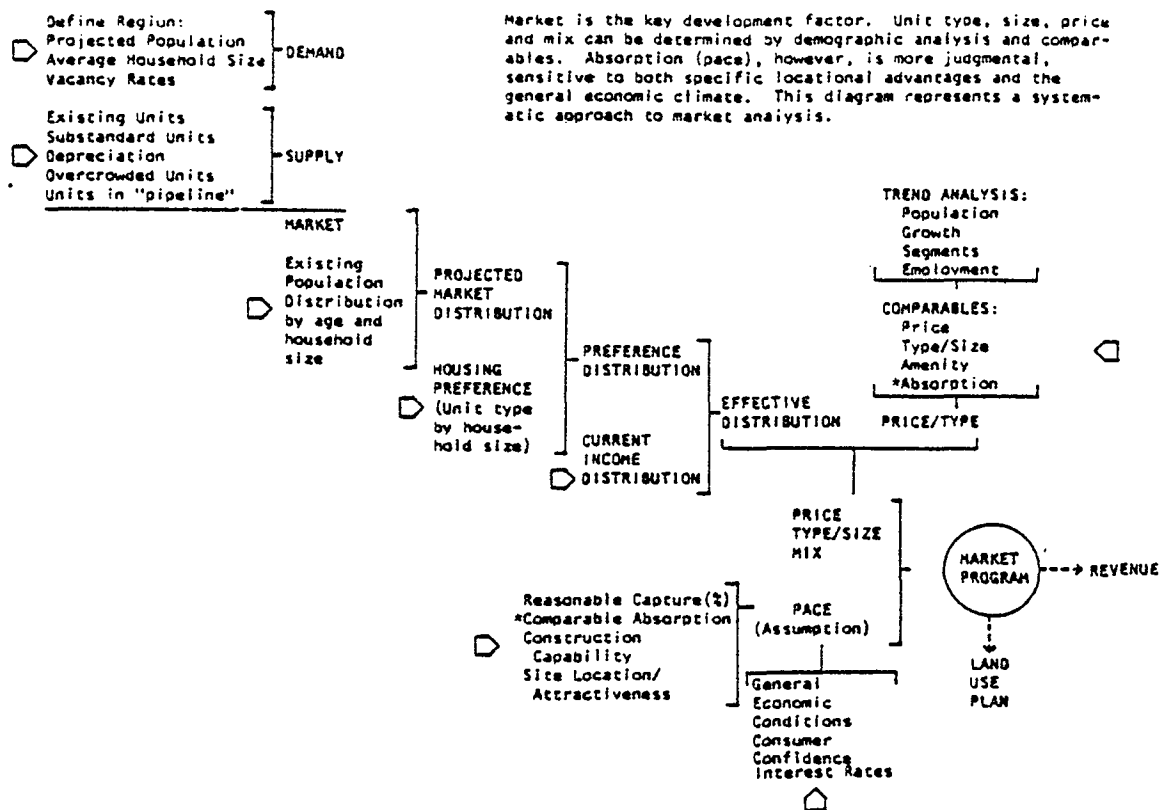 Define Region:
Projected Population
Average Household Size
Vacancy Rates
DEMAND
Market is the key development factor. Unit type, size, price
and mix can be determined by demographic analysis and compar-
ables. Absorption (pace), however, is more judgmental,
sensitive to both specific locational advantages and the
general economic climate. This diagram represents a system-
atic approach to market analysis.
Existing Units
Substandard Units
Depreciation
Overcrowded Units
Units in "pipeline"
SUPPLY
MARKET
Existing
Population
Distribution
by age and
household
size
PROJECTED
MARKET
DISTRIBUTION
HOUSING
PREFERENCE
(Unit type
by house-
hold size)
PREFERENCE
DISTRIBUTION
CURRENT
INCOME
DISTRIBUTION
EFFECTIVE
DISTRIBUTION
TREND ANALYSIS:
Population
Growth
Segments
Employment
COMPARABLES:
Price
Type/Size
Amenity
*Absorption
PRICE/TYPE
PRICE
TYPE/SIZE
MIX
Reasonable Capture(%)
*Comparable Absorption
Construction
Capability
Site Location/
Attractiveness
PACE
(Assumption)
General
Economic
Conditions
Consumer
Confidence
Interest Rates
MARKET
PROGRAM
REVENUE
LAND
USE
PLAN